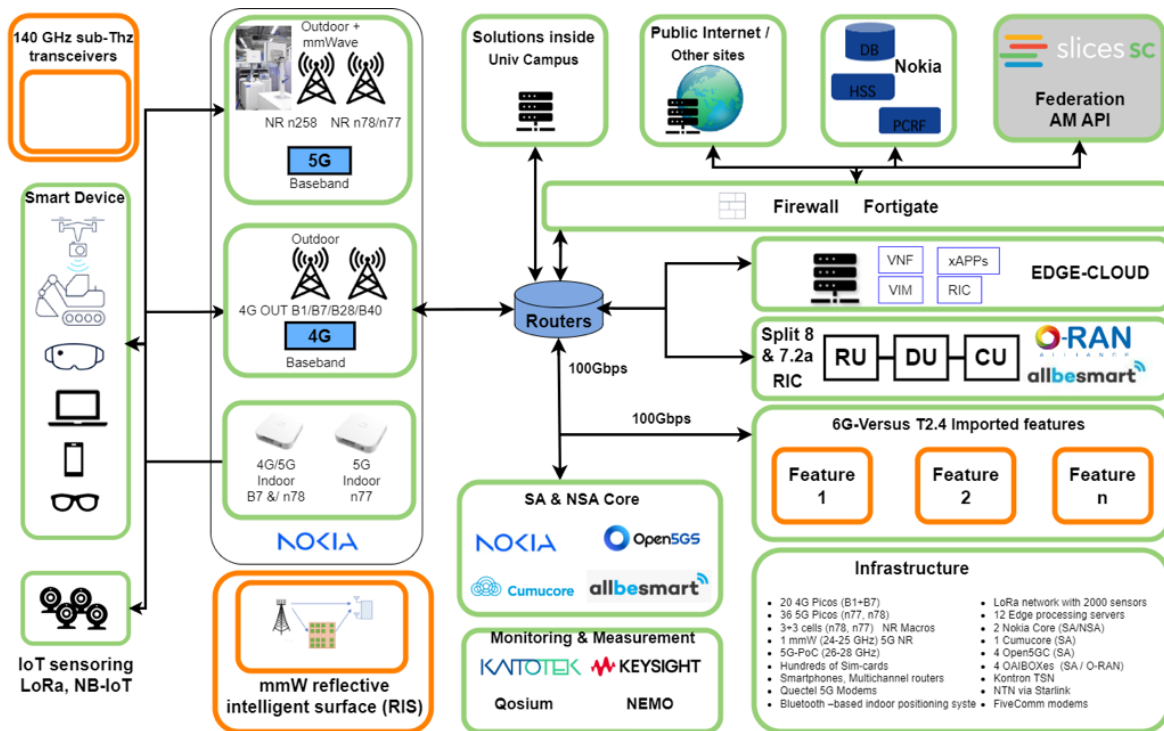 140 GHz sub-Thz
transceivers
Smart Device
IoT sensoring
LoRa, NB-IoT
Outdoor +
mmWave
NR n258
NR n78/n77
5G
Baseband
Outdoor
4G OUT B1/B7/B28/B40
4G
Baseband
4G/5G
Indoor
B7 &/ n78
5G
Indoor
n77
NOKIA
mmW reflective
intelligent surface (RIS)
Solutions inside
Univ Campus
Public Internet /
Other sites
DB
Nokia
HSS
PCRF
slices sc
Federation
AM API
Firewall Fortigate
Routers
100Gbps
100Gbps
VNF
xAPPs
VIM
RIC
EDGE-CLOUD
Split 8
& 7.2a
RIC
RU
DU
CU
O-RAN
ALLIANCE
allbesmart
6G-Versus T2.4 Imported features
Feature
1
Feature
2
Feature
n
SA & NSA Core
NOKIA
Open5GS
Cumucore
allbesmart
Monitoring & Measurement
KAITOTEK
KEYSIGHT
Qosium
NEMO
Infrastructure
• 20 4G Picos (B1+B7)
• 36 5G Picos (n77, n78)
• 3+3 cells (n78, n77) NR Macros
• 1 mmW (24-25 GHz) 5G NR
• 5G-PoC (26-28 GHz)
• Hundreds of Sim-cards
• Smartphones, Multichannel routers
• Quectel 5G Modems
• Bluetooth –based indoor positioning syste
• LoRa network with 2000 sensors
• 12 Edge processing servers
• 2 Nokia Core (SA/NSA)
• 1 Cumucore (SA)
• 4 Open5GC (SA)
• 4 OAIBOXes (SA / O-RAN)
• Kontron TSN
• NTN via Starlink
• FiveComm modems